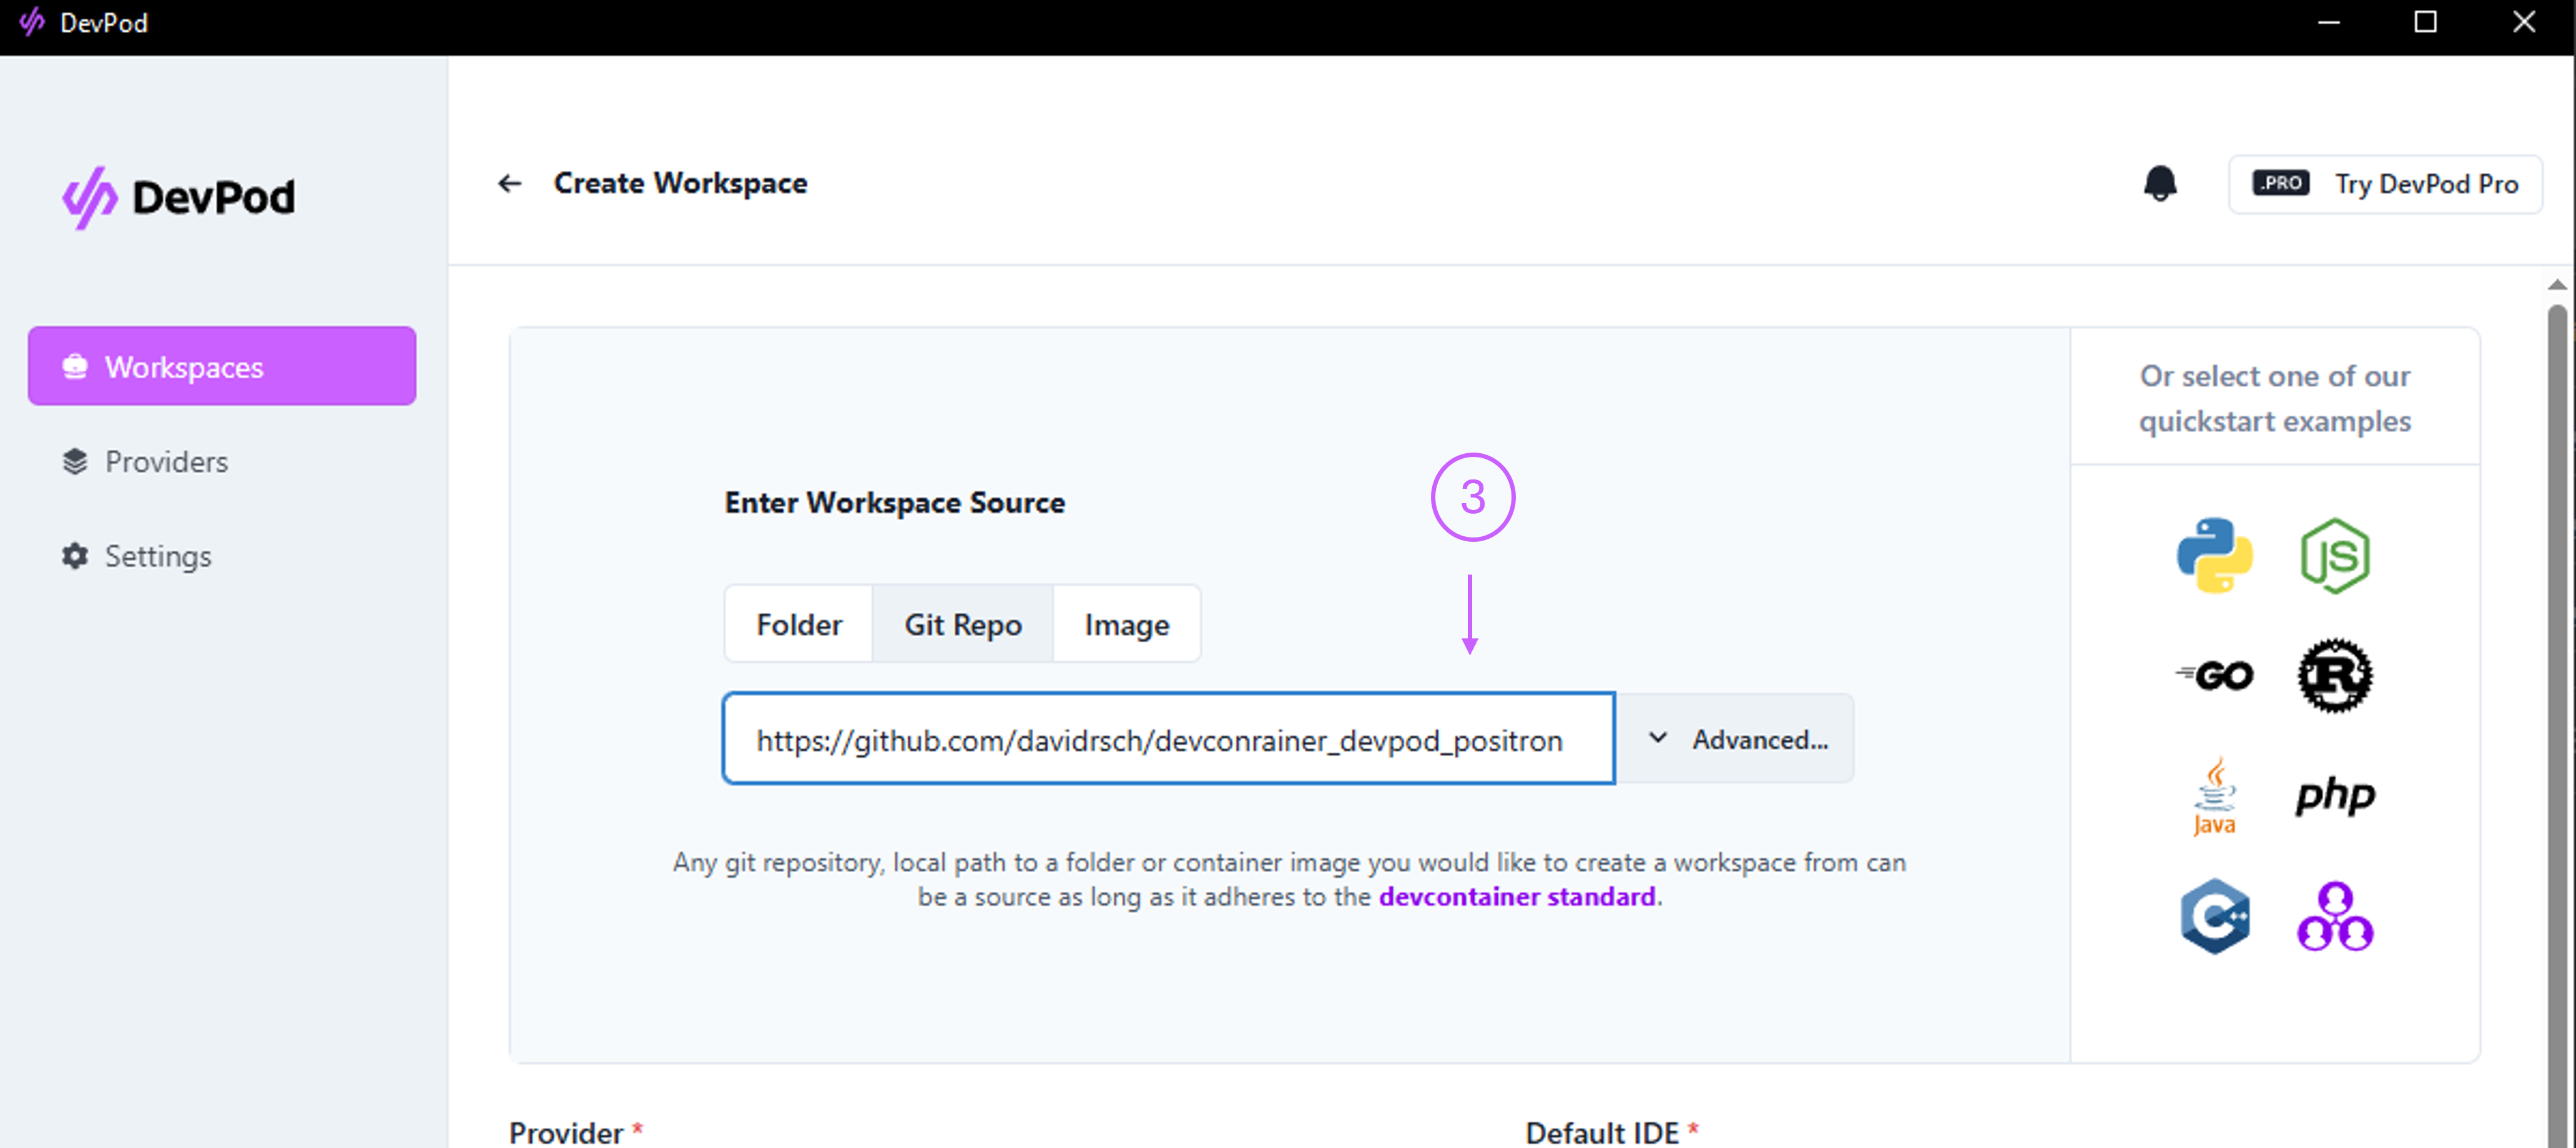 DevPod
DevPod
Create Workspace
.PRO Try DevPod Pro
Workspaces
Providers
Settings
Enter Workspace Source
3
Folder Git Repo Image
https://github.com/davidrsch/devconrainer_devpod_positron
Advanced...
Any git repository, local path to a folder or container image you would like to create a workspace from can
be a source as long as it adheres to the devcontainer standard.
Or select one of our
quickstart examples
JS
GO
R
Java
php
C++
Provider *
Default IDE *